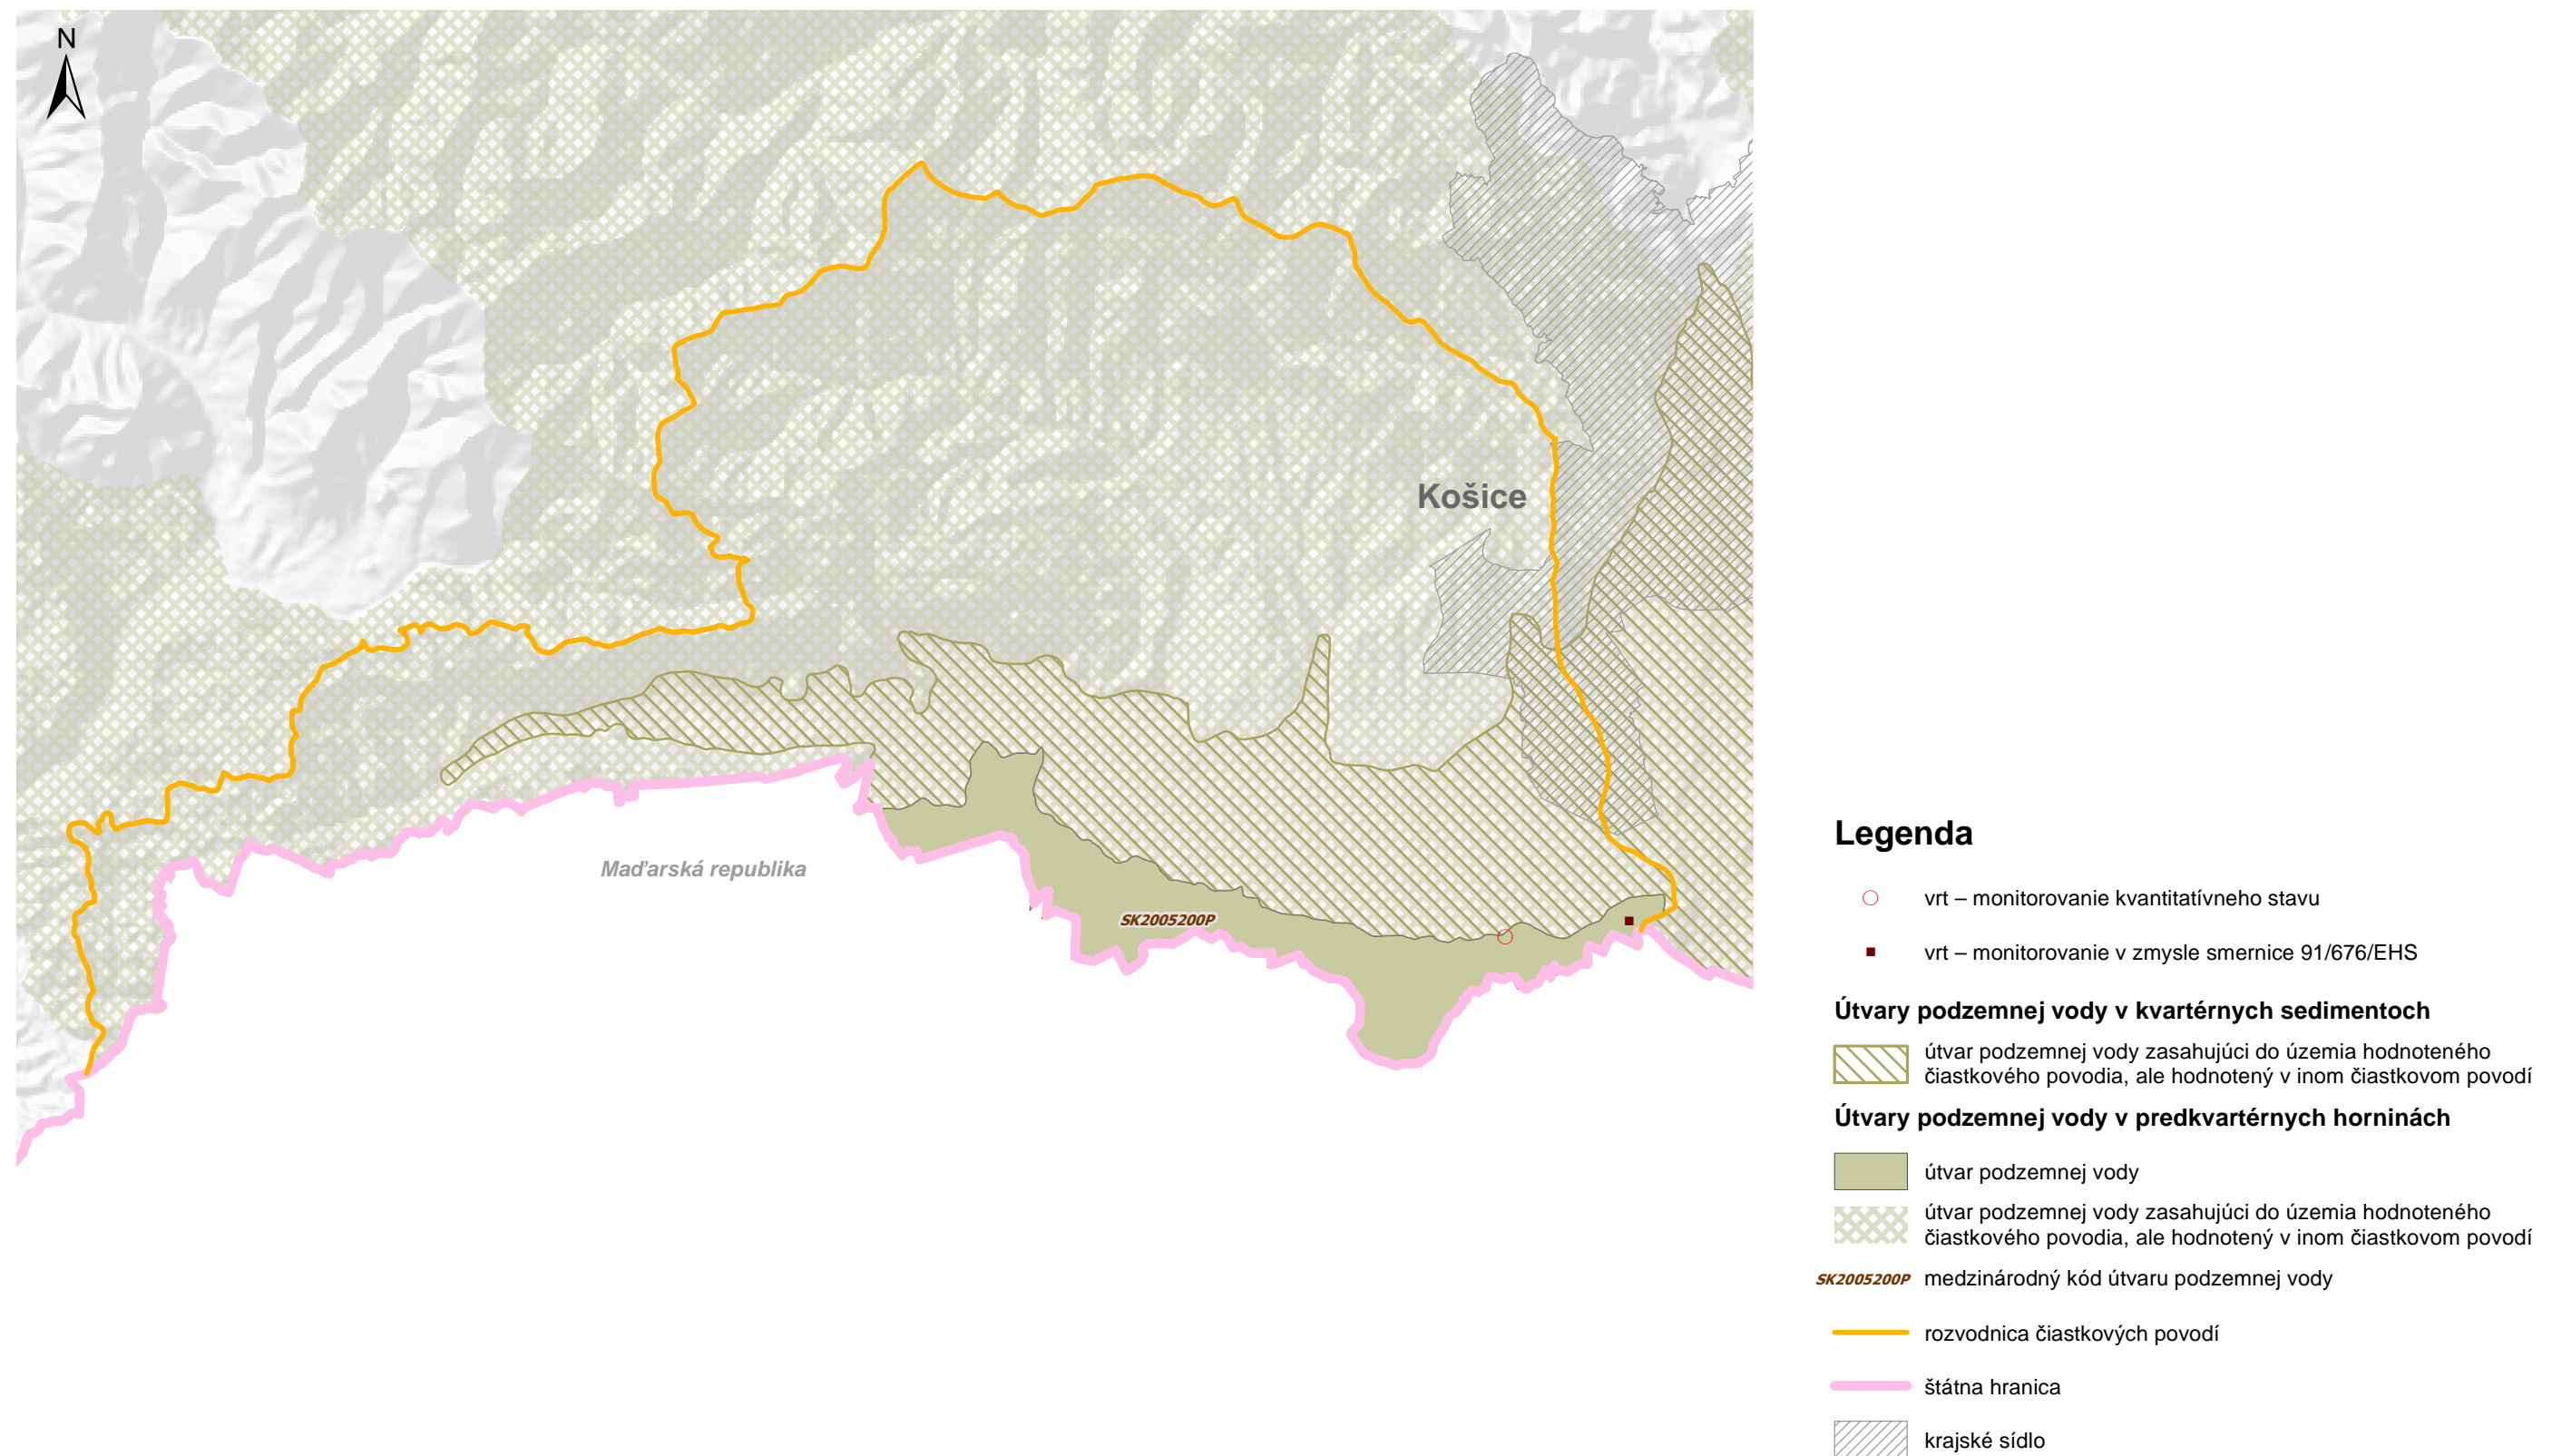 N
Košice
Maďarská republika
SK2005200P
Legenda
vrt – monitorovanie kvantitatívneho stavu
vrt – monitorovanie v zmysle smernice 91/676/EHS
Útvary podzemnej vody v kvartérnych sedimentoch
útvar podzemnej vody zasahujúci do územia hodnoteného
čiastkového povodia, ale hodnotený v inom čiastkovom povodí
Útvary podzemnej vody v predkvartérnych horninách
útvar podzemnej vody
útvar podzemnej vody zasahujúci do územia hodnoteného
čiastkového povodia, ale hodnotený v inom čiastkovom povodí
SK2005200P medzinárodný kód útvaru podzemnej vody
rozvodnica čiastkových povodí
štátna hranica
krajské sídlo